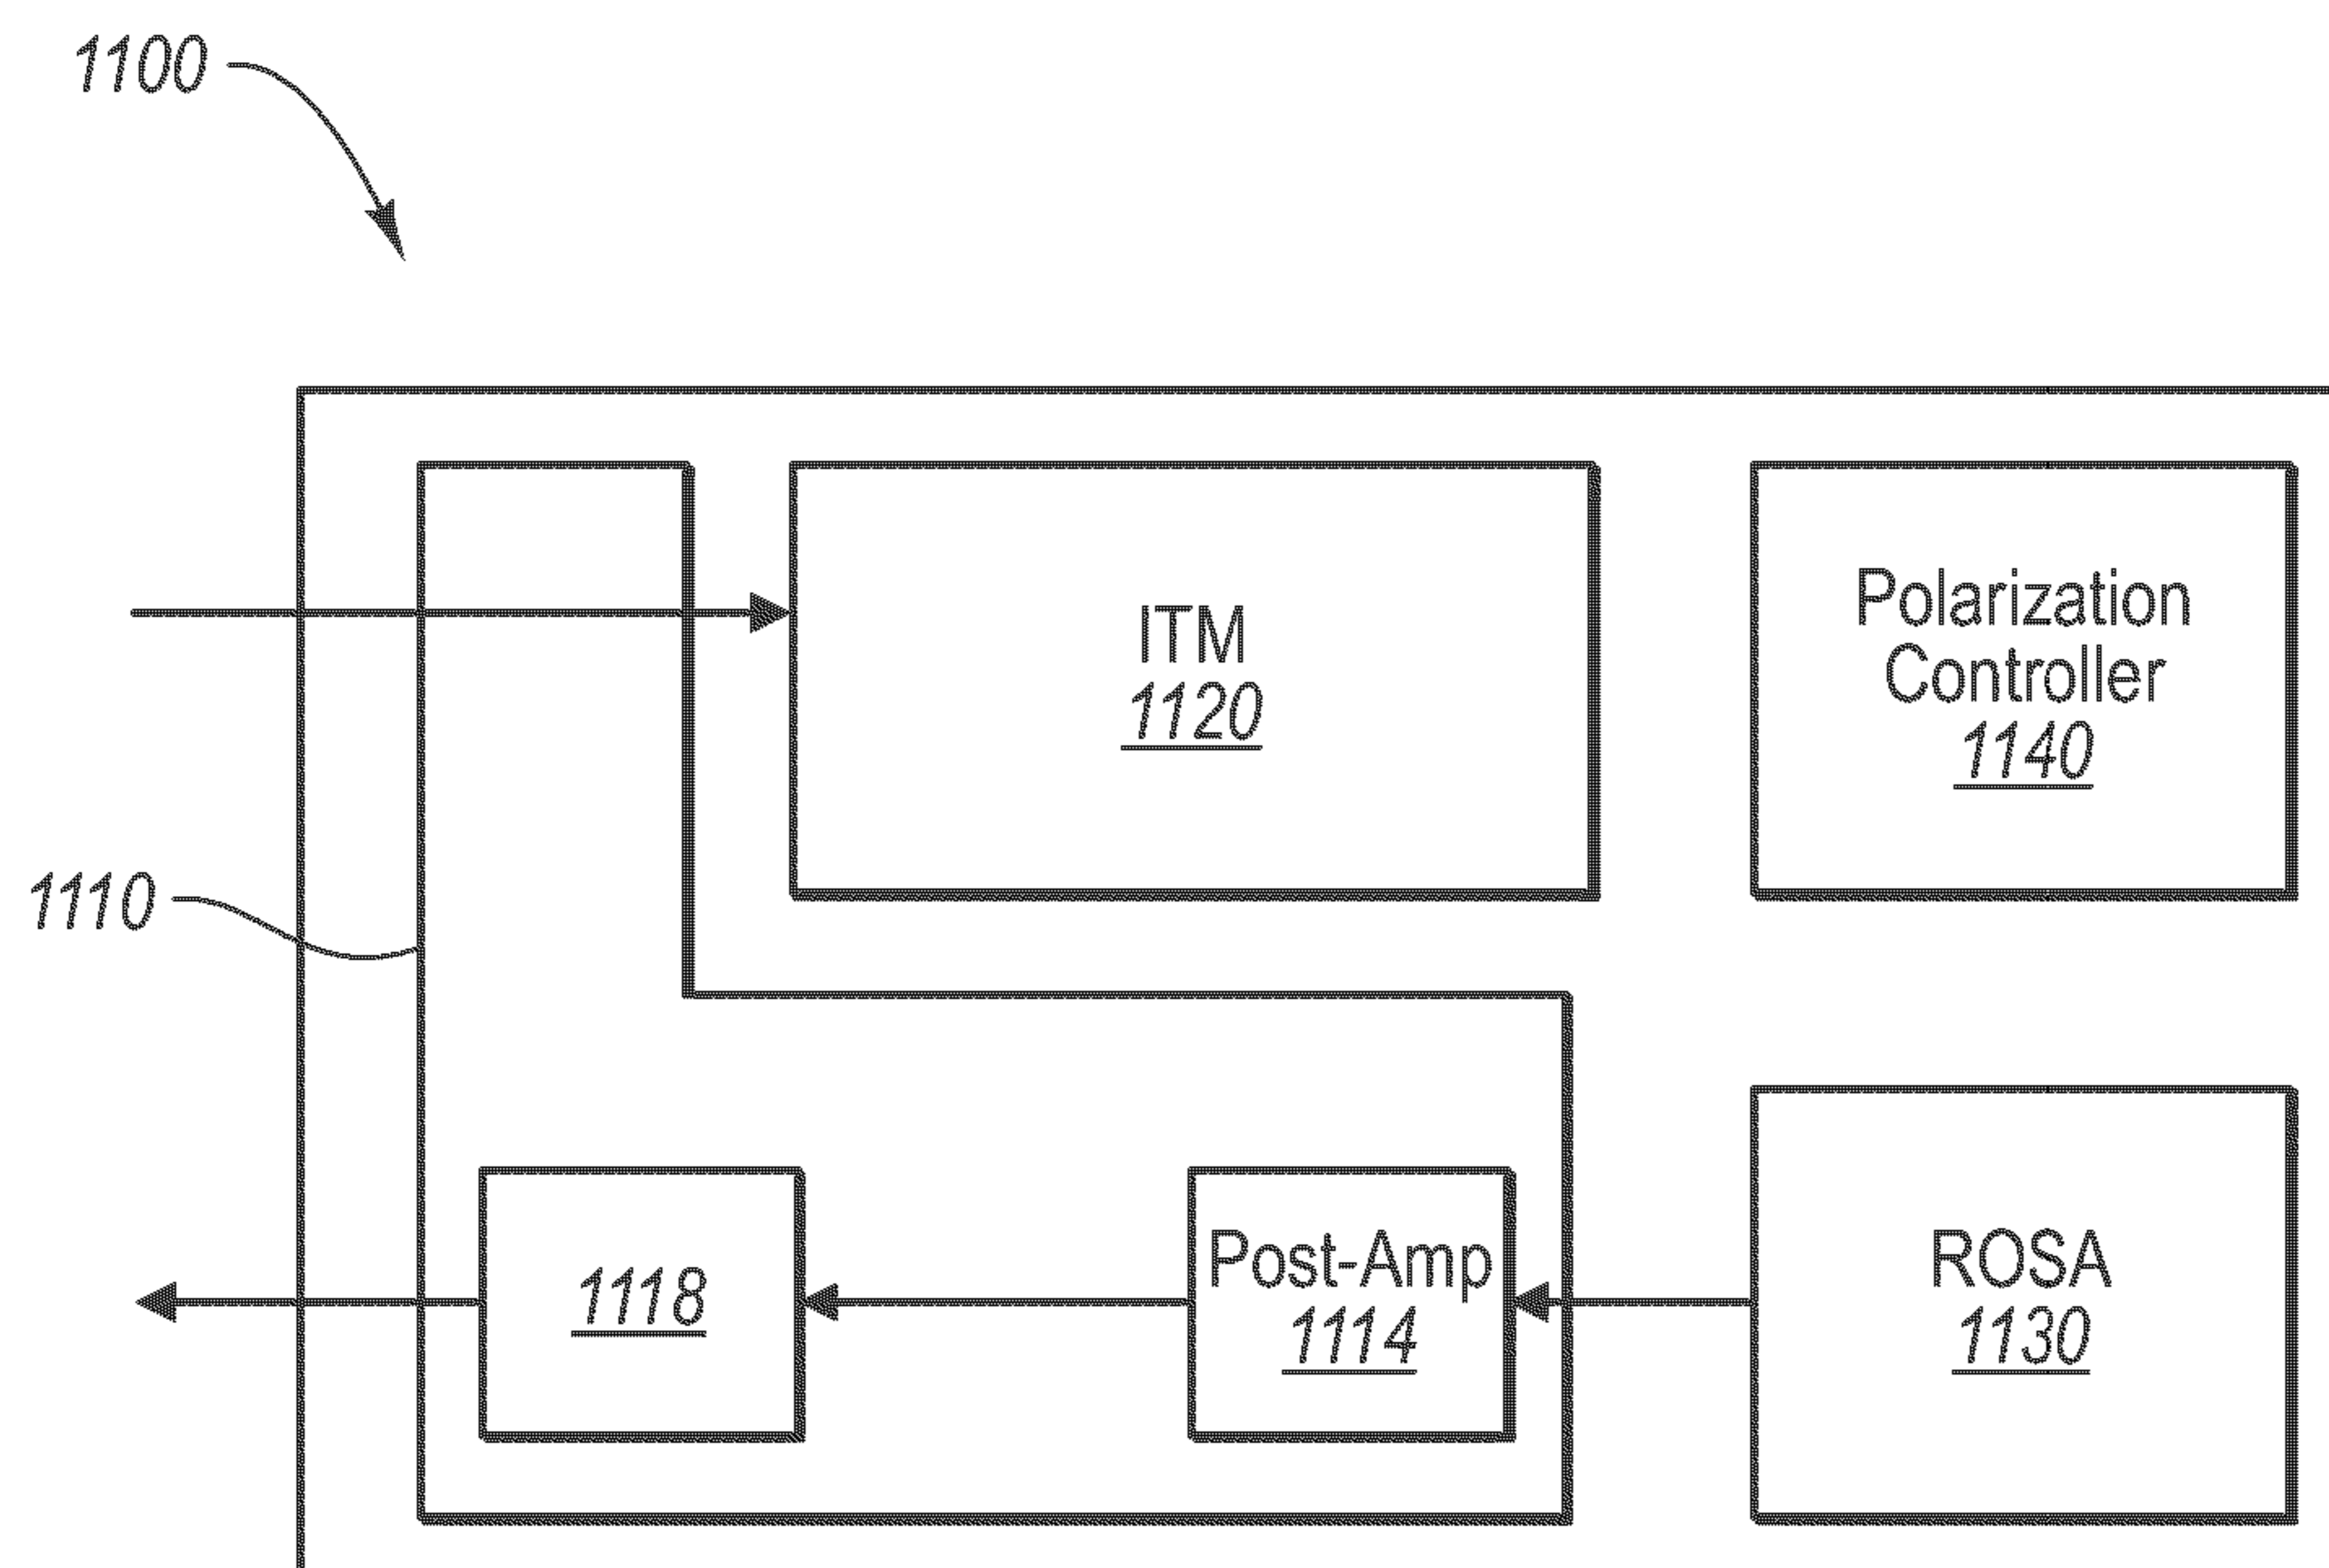 1100
ITM
1120
Polarization
Controller
1140
1110
1118
Post-Amp
1114
ROSA
1130